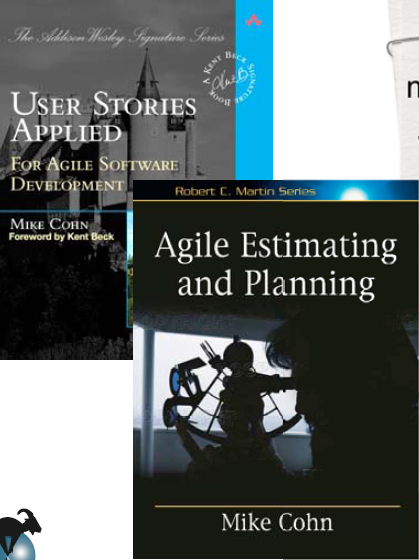 The Addison Wesley Signature Series
A KENT BECK SIGNATURE BOOK
USER STORIES
APPLIED
FOR AGILE SOFTWARE
DEVELOPMENT
MIKE COHN
Foreword by Kent Beck
Robert C. Martin Series
Agile Estimating
and Planning
Mike Cohn